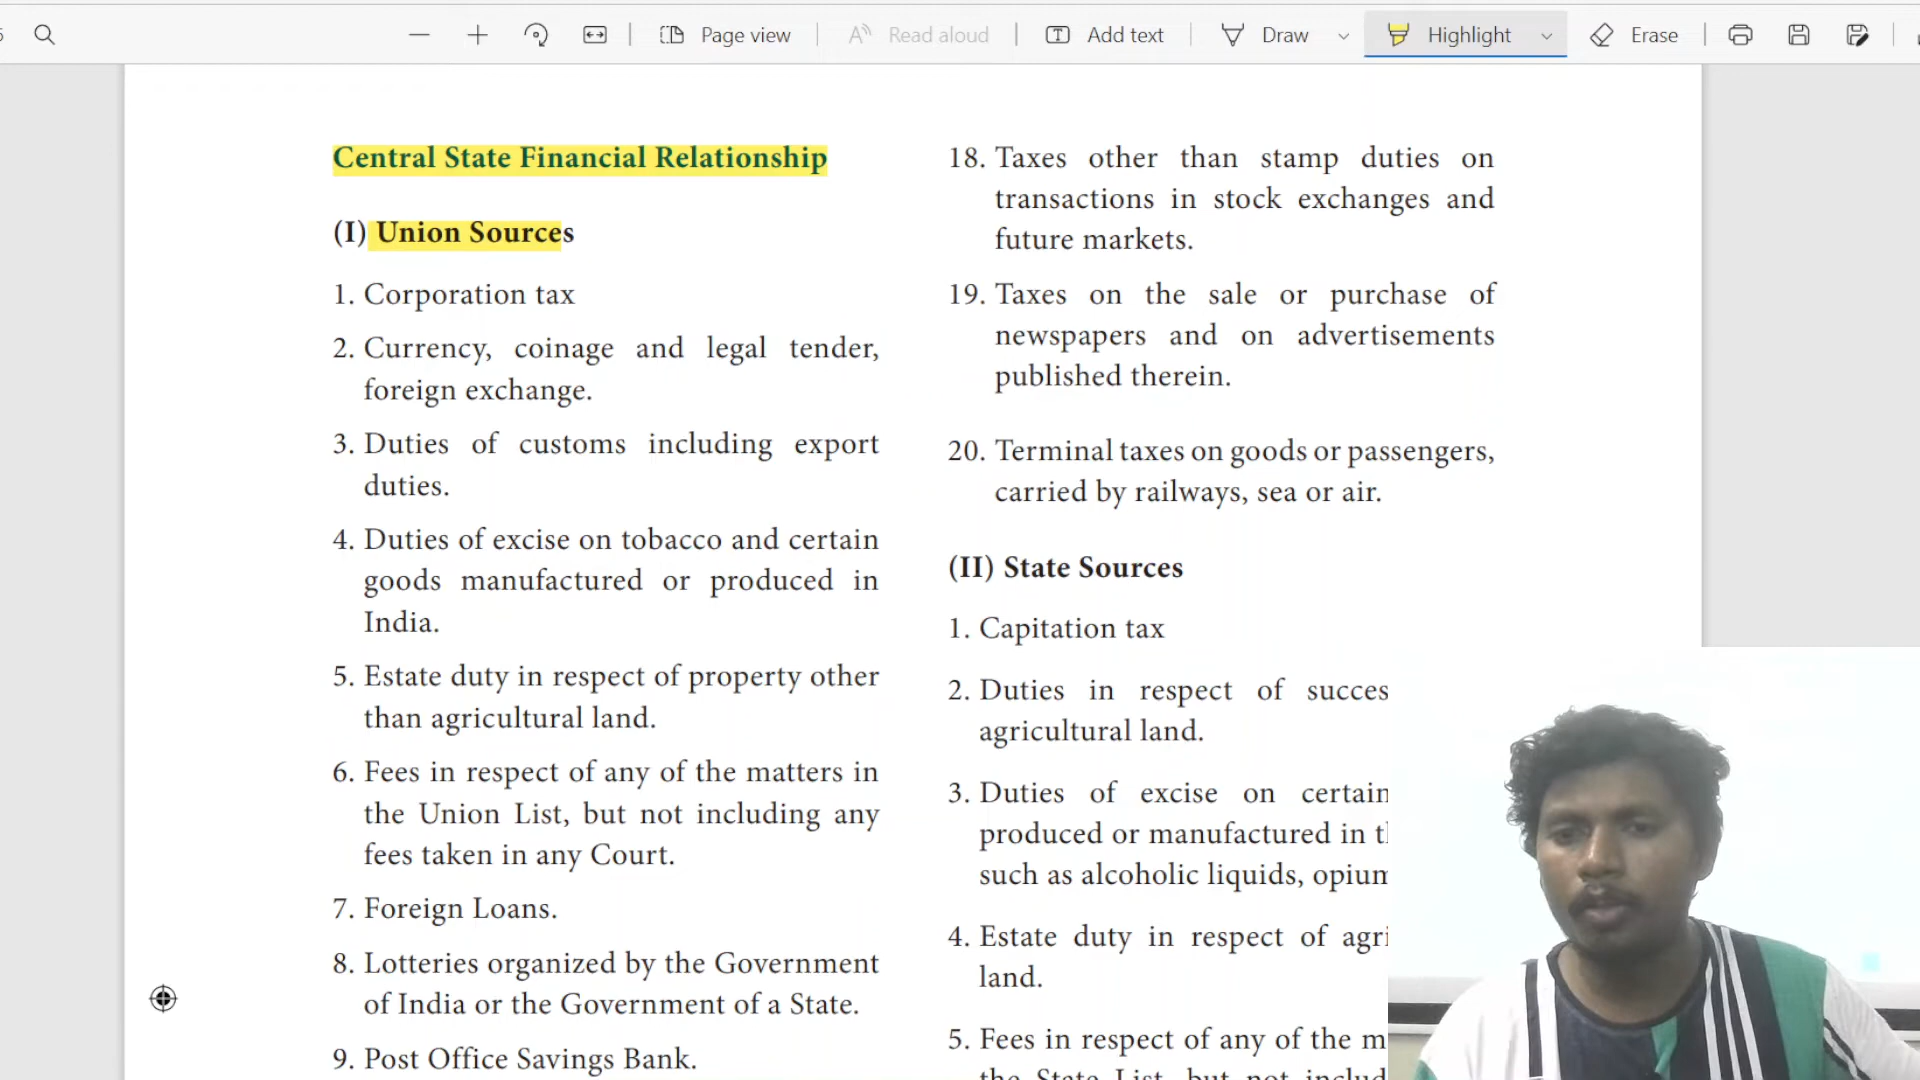 Page view
Read aloud
Add text
Draw
Highlight
Erase
Central State Financial Relationship
(I) Union Sources
1. Corporation tax
2. Currency, coinage and legal tender,
foreign exchange.
3. Duties of customs including export
duties.
4. Duties of excise on tobacco and certain
goods manufactured or produced in
India.
5. Estate duty in respect of property other
than agricultural land.
6. Fees in respect of any of the matters in
the Union List, but not including any
fees taken in any Court.
7. Foreign Loans.
8. Lotteries organized by the Government
of India or the Government of a State.
9. Post Office Savings Bank.
18. Taxes other than stamp duties on
transactions in stock exchanges and
future markets.
19. Taxes on the sale or purchase of
newspapers and on advertisements
published therein.
20. Terminal taxes on goods or passengers,
carried by railways, sea or air.
(II) State Sources
1. Capitation tax
2. Duties in respect of succes
agricultural land.
3. Duties of excise on certain
produced or manufactured in t
such as alcoholic liquids, opium
4. Estate duty in respect of agri
land.
5. Fees in respect of any of the m
the State List, but not includ